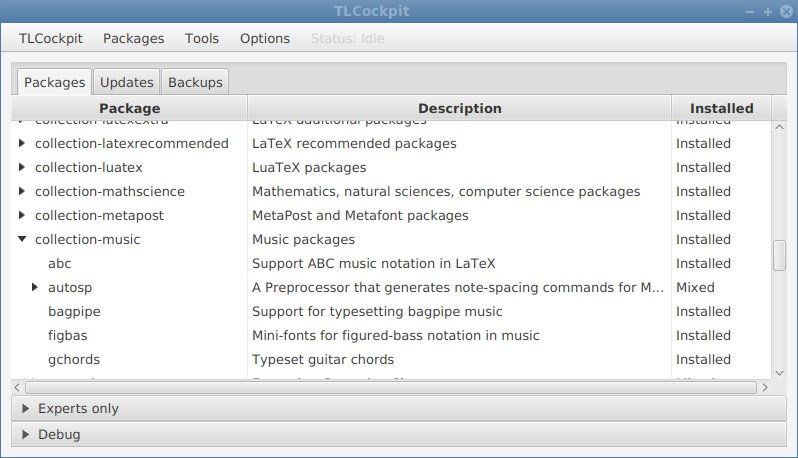 TLCockpit
TLCockpit Packages Tools Options Status: Idle
Packages Updates Backups
Package Description Installed
collection-latexextra LaTeX additional packages Installed
collection-latexrecommended LaTeX recommended packages Installed
collection-luatex LuaTeX packages Installed
collection-mathscience Mathematics, natural sciences, computer science packages Installed
collection-metapost MetaPost and Metafont packages Installed
collection-music Music packages Installed
abc Support ABC music notation in LaTeX Installed
autosp A Preprocessor that generates note-spacing commands for M... Mixed
bagpipe Support for typesetting bagpipe music Installed
figbas Mini-fonts for figured-bass notation in music Installed
gchords Typeset guitar chords Installed
Experts only
Debug